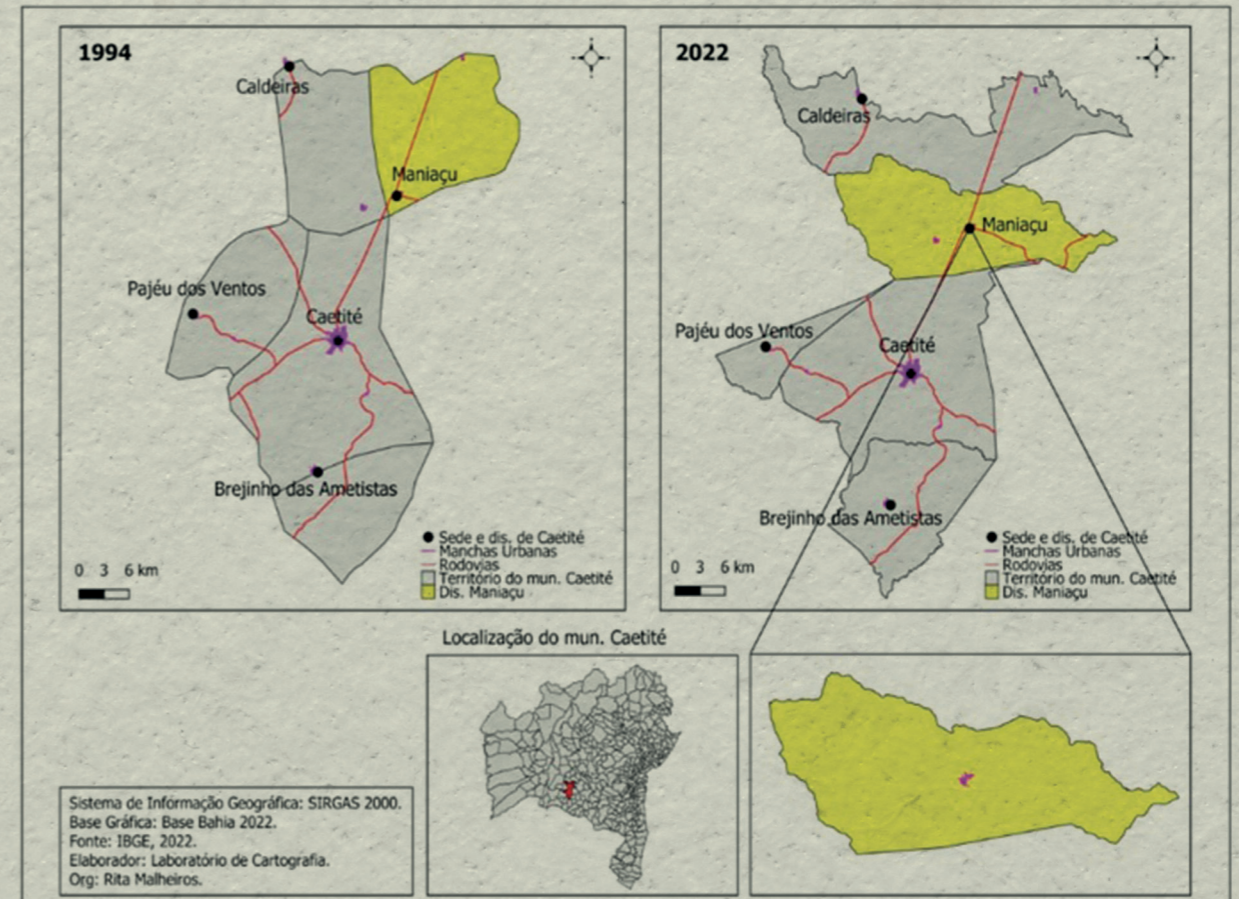 1994
Caldeiras
Maniaçu
Pajéu dos Ventos
Caetité
Brejinho das Ametistas
Sede e dis. de Caetité
Manchas Urbanas
Rodovias
Território do mun. Caetité
Dis. Maniaçu
0 3 6 km
2022
Caldeiras
Maniaçu
Pajéu dos Ventos
Caetité
Brejinho das Ametistas
Sede e dis. de Caetité
Manchas Urbanas
Rodovias
Território do mun. Caetité
Dis. Maniaçu
0 3 6 km
Localização do mun. Caetité
Sistema de Informação Geográfica: SIRGAS 2000.
Base Gráfica: Base Bahia 2022.
Fonte: IBGE, 2022.
Elaborador: Laboratório de Cartografia.
Org: Rita Malheiros.